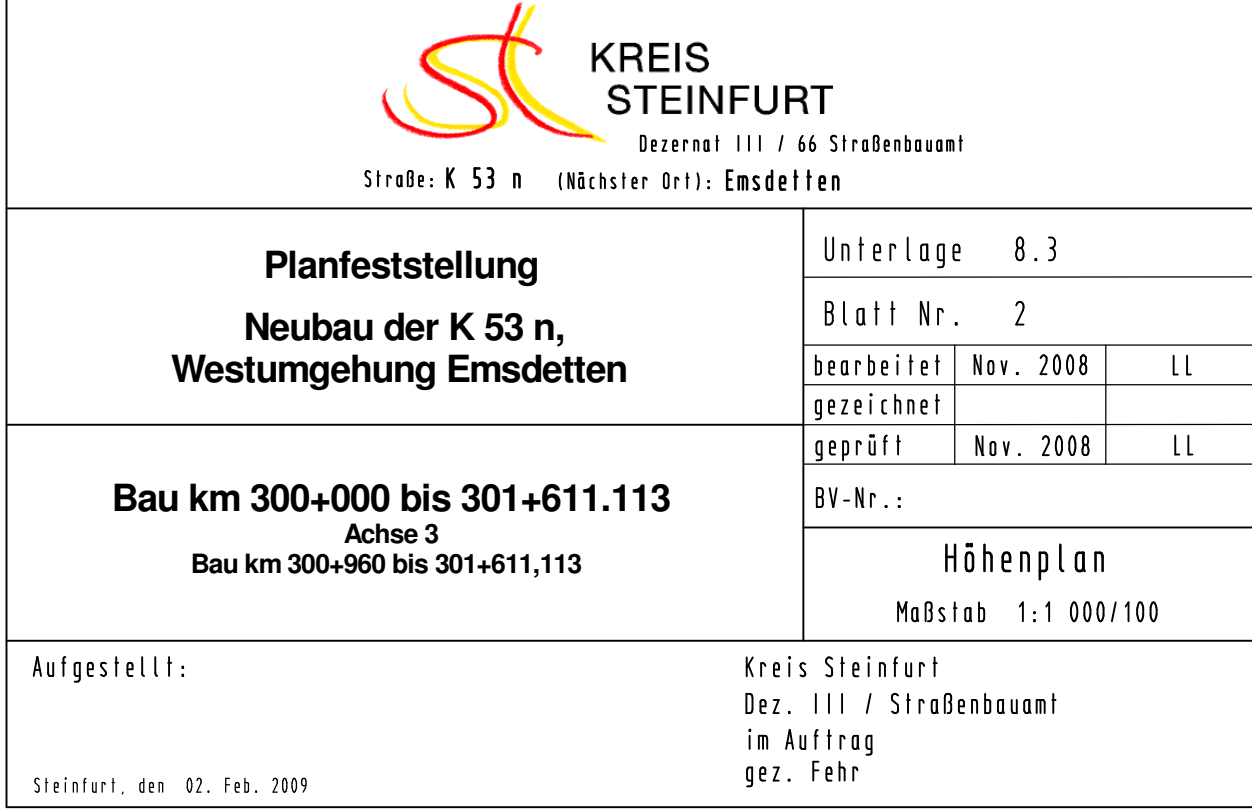 KREIS
STEINFURT
Dezernat III / 66 Straßenbauamt
Straße: K 53 n (Nächster Ort): Emsdetten
Planfeststellung
Neubau der K 53 n,
Westumgehung Emsdetten
Unterlage 8.3
Blatt Nr. 2
bearbeitet Nov. 2008 LL
gezeichnet
geprüft Nov. 2008 LL
BV-Nr.:
Bau km 300+000 bis 301+611.113
Achse 3
Bau km 300+960 bis 301+611,113
Höhenplan
Maßstab 1:1 000/100
Aufgestellt:
Steinfurt, den 02. Feb. 2009
Kreis Steinfurt
Dez. III / Straßenbauamt
im Auftrag
gez. Fehr